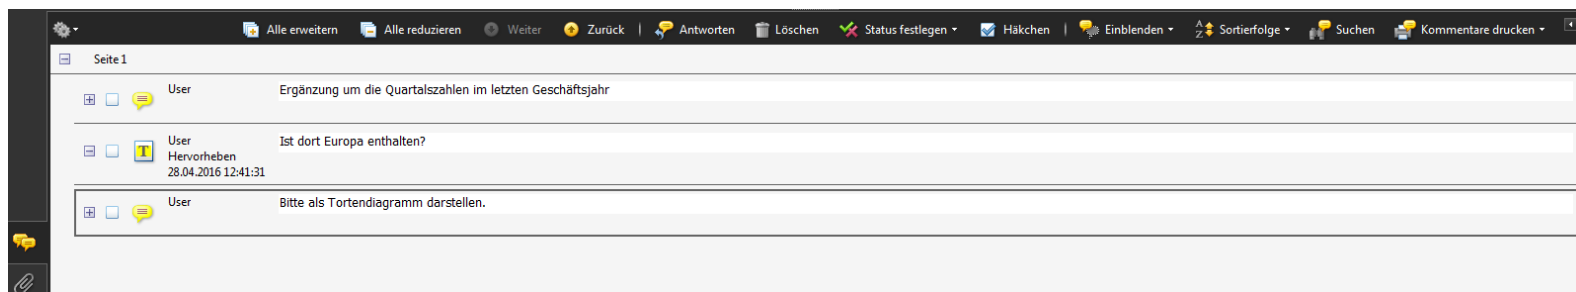 Alle erweitern Alle reduzieren Weiter Zurück Antworten Löschen Status festlegen Häkchen Einblenden AZ Sortierfolge Suchen Kommentare drucken
Seite 1
User Ergänzung um die Quartalszahlen im letzten Geschäftsjahr
User Ist dort Europa enthalten?
Hervorheben
28.04.2016 12:41:31
User Bitte als Tortendiagramm darstellen.